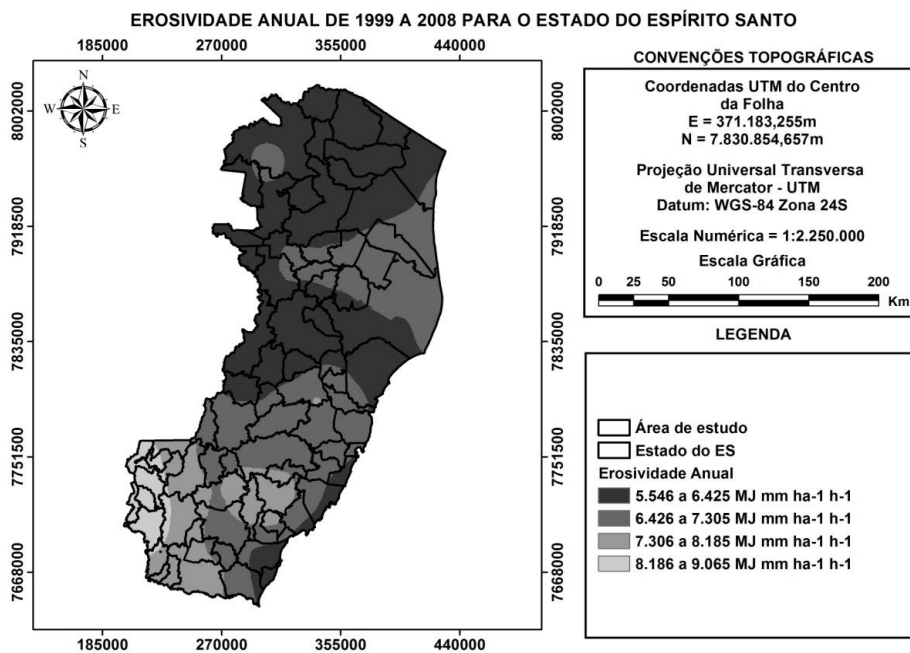 EROSIVIDADE ANUAL DE 1999 A 2008 PARA O ESTADO DO ESPÍRITO SANTO
185000 270000 355000 440000
N
W E
S
8002000
7918500
7835000
7751500
7668000
8002000
7918500
7835000
7751500
7668000
185000 270000 355000 440000
CONVENÇÕES TOPOGRÁFICAS
Coordenadas UTM do Centro
da Folha
E = 371.183,255m
N = 7.830.854,657m
Projeção Universal Transversa
de Mercator - UTM
Datum: WGS-84 Zona 24S
Escala Numérica = 1:2.250.000
Escala Gráfica
0 50 100 150 200
Km
LEGENDA
Área de estudo
Estado do ES
Erosividade Anual
5.546 a 6.425 MJ mm ha-1 h-1
6.426 a 7.305 MJ mm ha-1 h-1
7.306 a 8.185 MJ mm ha-1 h-1
8.186 a 9.065 MJ mm ha-1 h-1